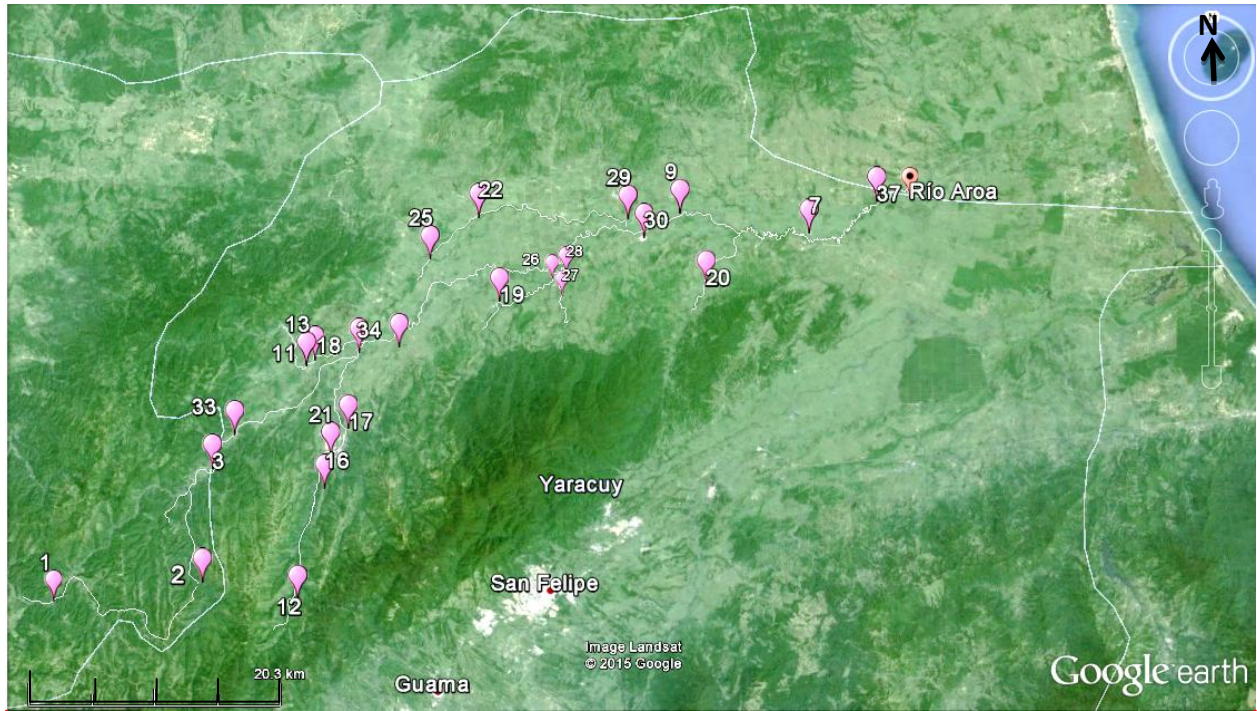 N
9
29
22
37 Río Aroa
7
30
25
28
26
20
27
19
13
34
18
11
33
21
17
3
16
Yaracuy
1
2
San Felipe
12
Image Landsat
© 2015 Google
20.3 km
Guama
Google earth